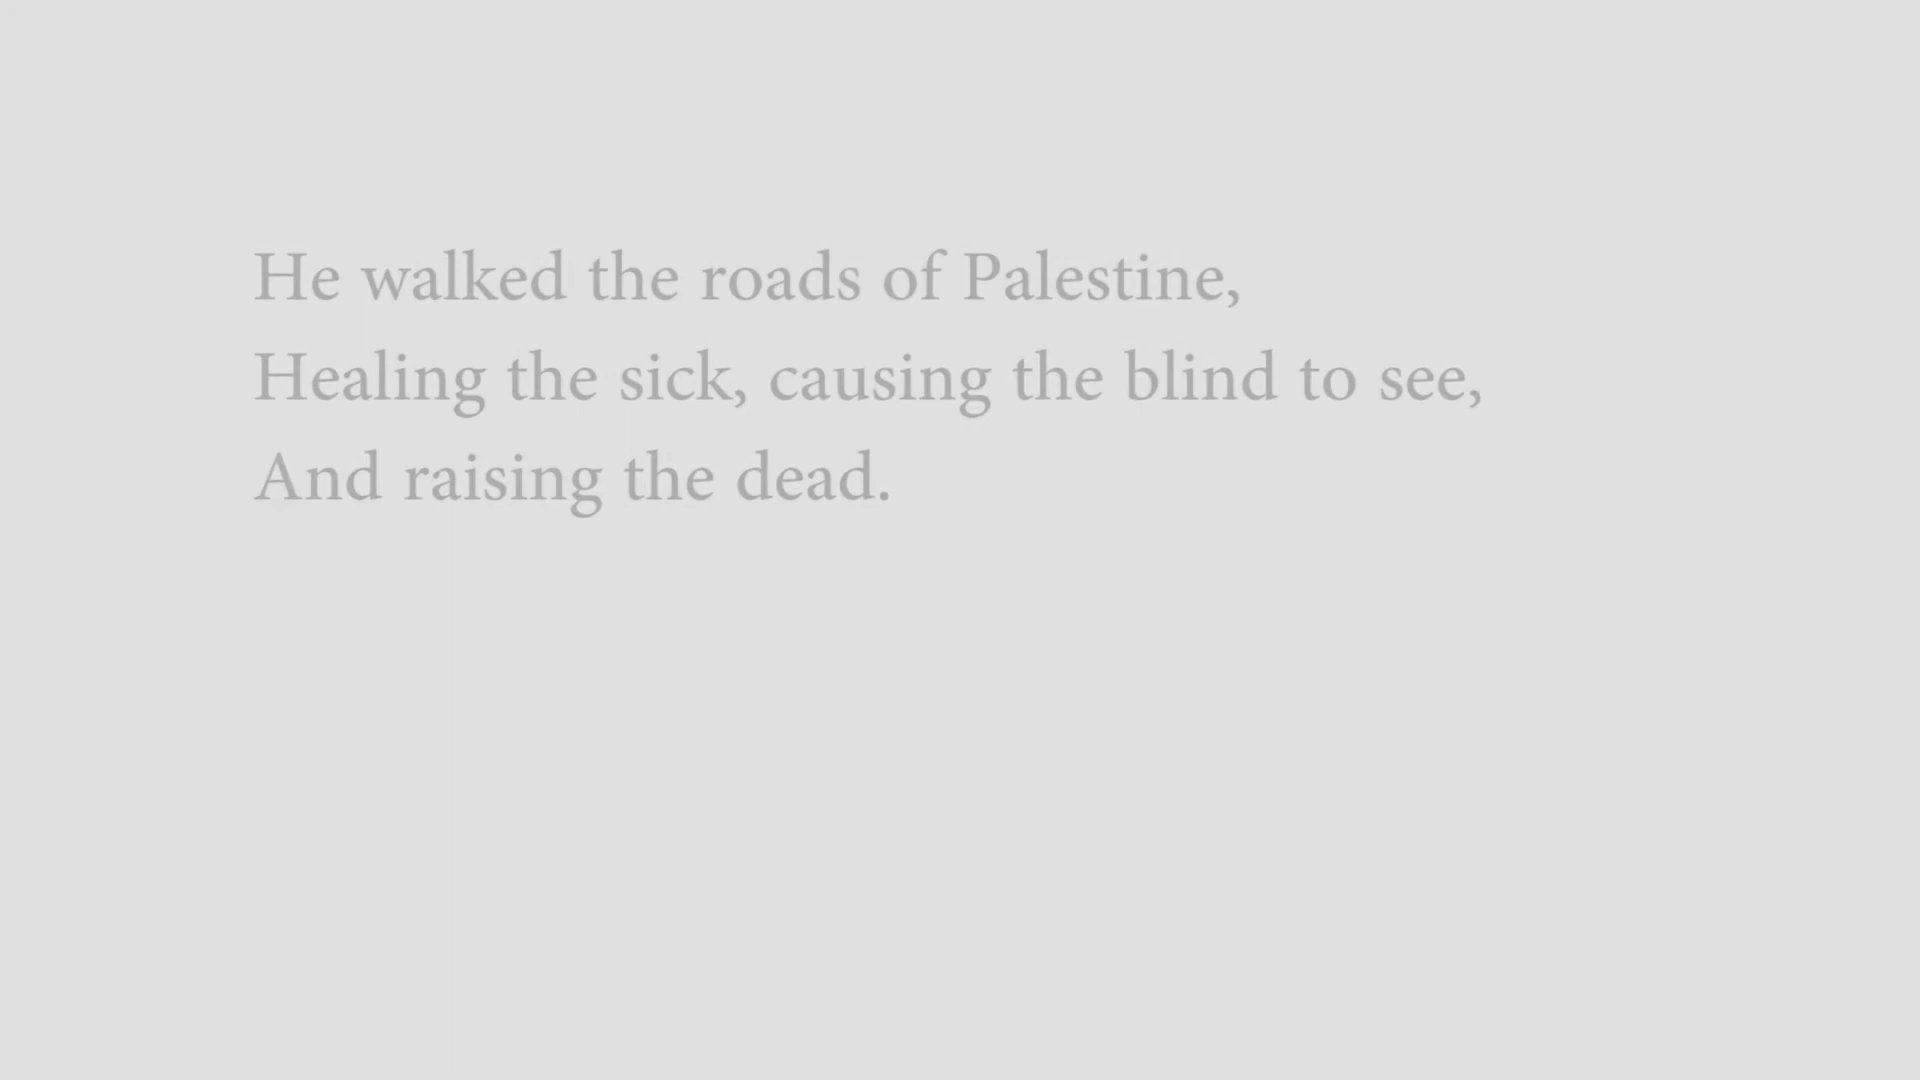 He walked the roads of Palestine,
Healing the sick, causing the blind to see,
And raising the dead.